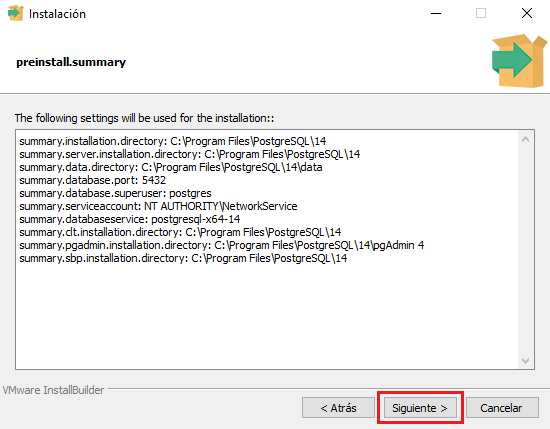 Instalación
preinstall.summary
The following settings will be used for the installation::
summary.installation.directory: C:\Program Files\PostgreSQL\14
summary.server.installation.directory: C:\Program Files\PostgreSQL\14
summary.data.directory: C:\Program Files\PostgreSQL\14\data
summary.database.port: 5432
summary.database.superuser: postgres
summary.serviceaccount: NT AUTHORITY\NetworkService
summary.databaseservice: postgresql-x64-14
summary.clt.installation.directory: C:\Program Files\PostgreSQL\14
summary.pgadmin.installation.directory: C:\Program Files\PostgreSQL\14\pgAdmin 4
summary.sbp.installation.directory: C:\Program Files\PostgreSQL\14
VMware InstallBuilder
< Atrás Siguiente > Cancelar